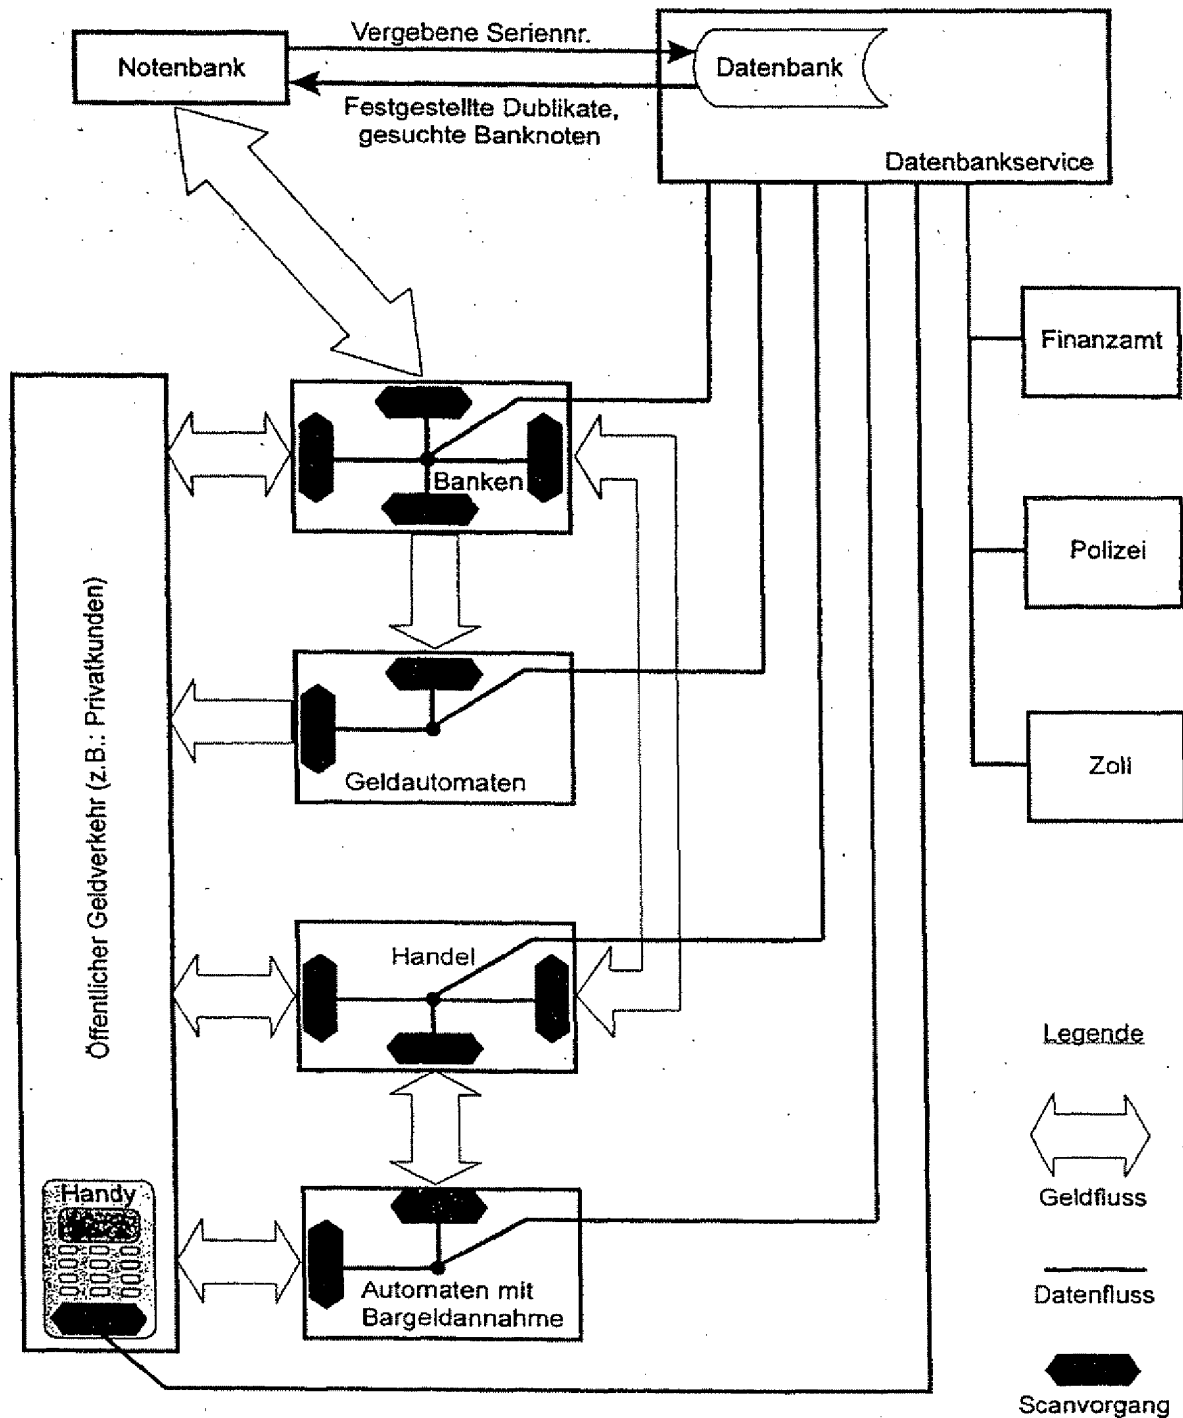 Vergebene Seriennr.
Notenbank
Datenbank
Festgestellte Dublikate,
gesuchte Banknoten
Datenbankservice
Finanzamt
Banken
Polizei
Öffentlicher Geldverkehr (z.B.: Privatkunden)
Geldautomaten
Zoll
Handel
Legende
Geldfluss
Handy
Automaten mit
Bargeldannahme
Datenfluss
Scanvorgang